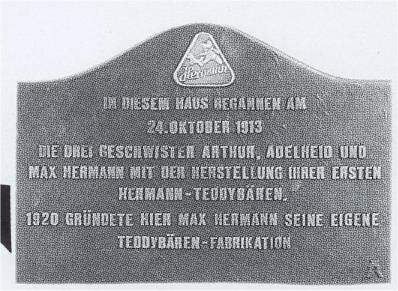 Hermann
IN DIESEM HAUS BEGANNEN AM
24. OKTOBER 1913
DIE DREI GESCHWISTER ARTHUR, ADELHEID UND
MAX HERMANN MIT DER HERSTELLUNG IHRER ERSTEN
HERMANN-TEDDYBÄREN.
1920 GRÜNDETE HIER MAX HERMANN SEINE EIGENE
TEDDYBÄREN-FABRIKATION